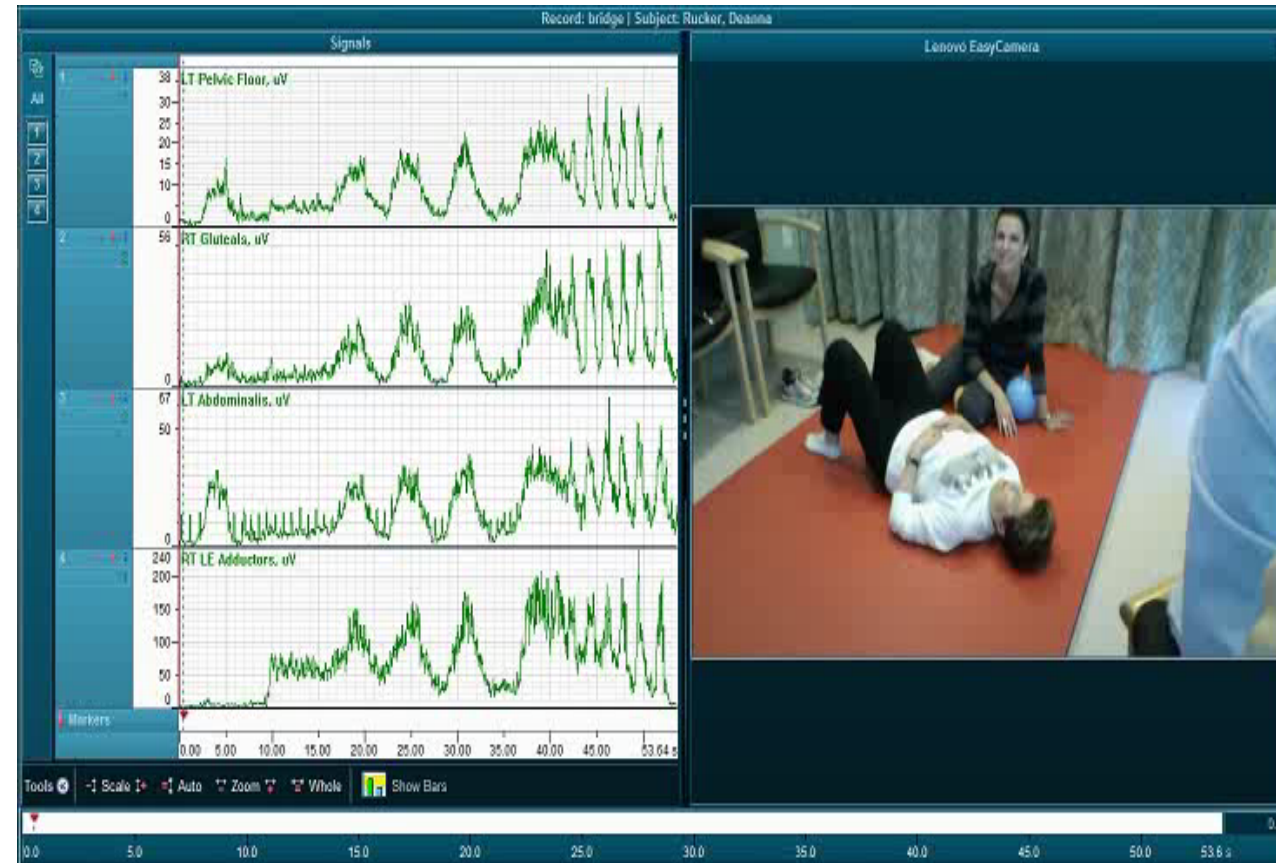 Record: bridge | Subject: Rucker, Deanna
Signals
Lenovo EasyCamera
All
1
2
3
4
1
38
30
25
20
15
10
0
LT Pelvic Floor, uV
2
56
0
RT Gluteals, uV
3
67
50
0
LT Abdominalis, uV
4
240
200
150
100
50
0
RT LE Adductors, uV
Markers
0.00 5.00 10.00 15.00 20.00 25.00 30.00 35.00 40.00 45.00 53.64 s
Tools Scale Auto Zoom Whole Show Bars
0.0 5.0 10.0 15.0 20.0 25.0 30.0 35.0 40.0 45.0 50.0 53.6 s